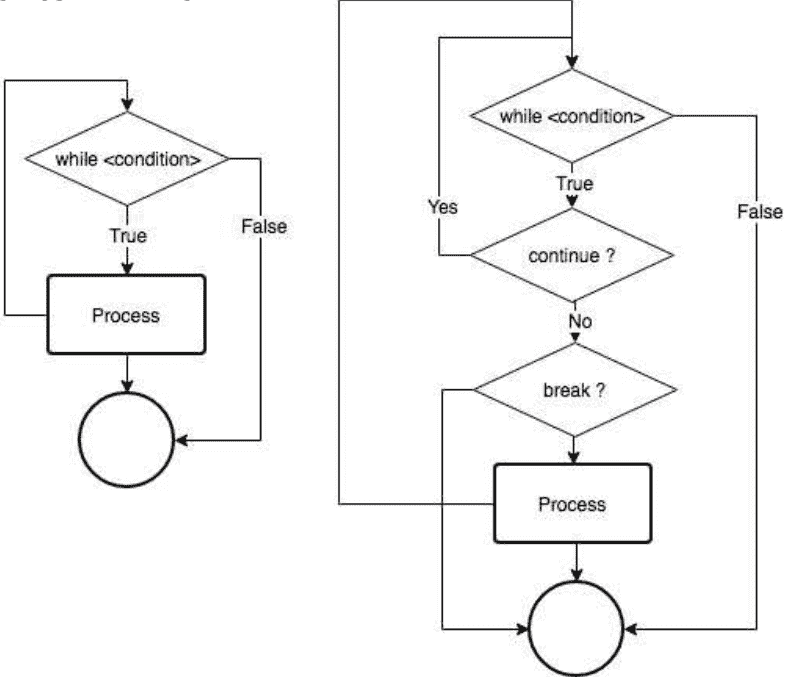 while <condition>
True
False
Process
while <condition>
True
Yes
False
continue ?
No
break ?
Process